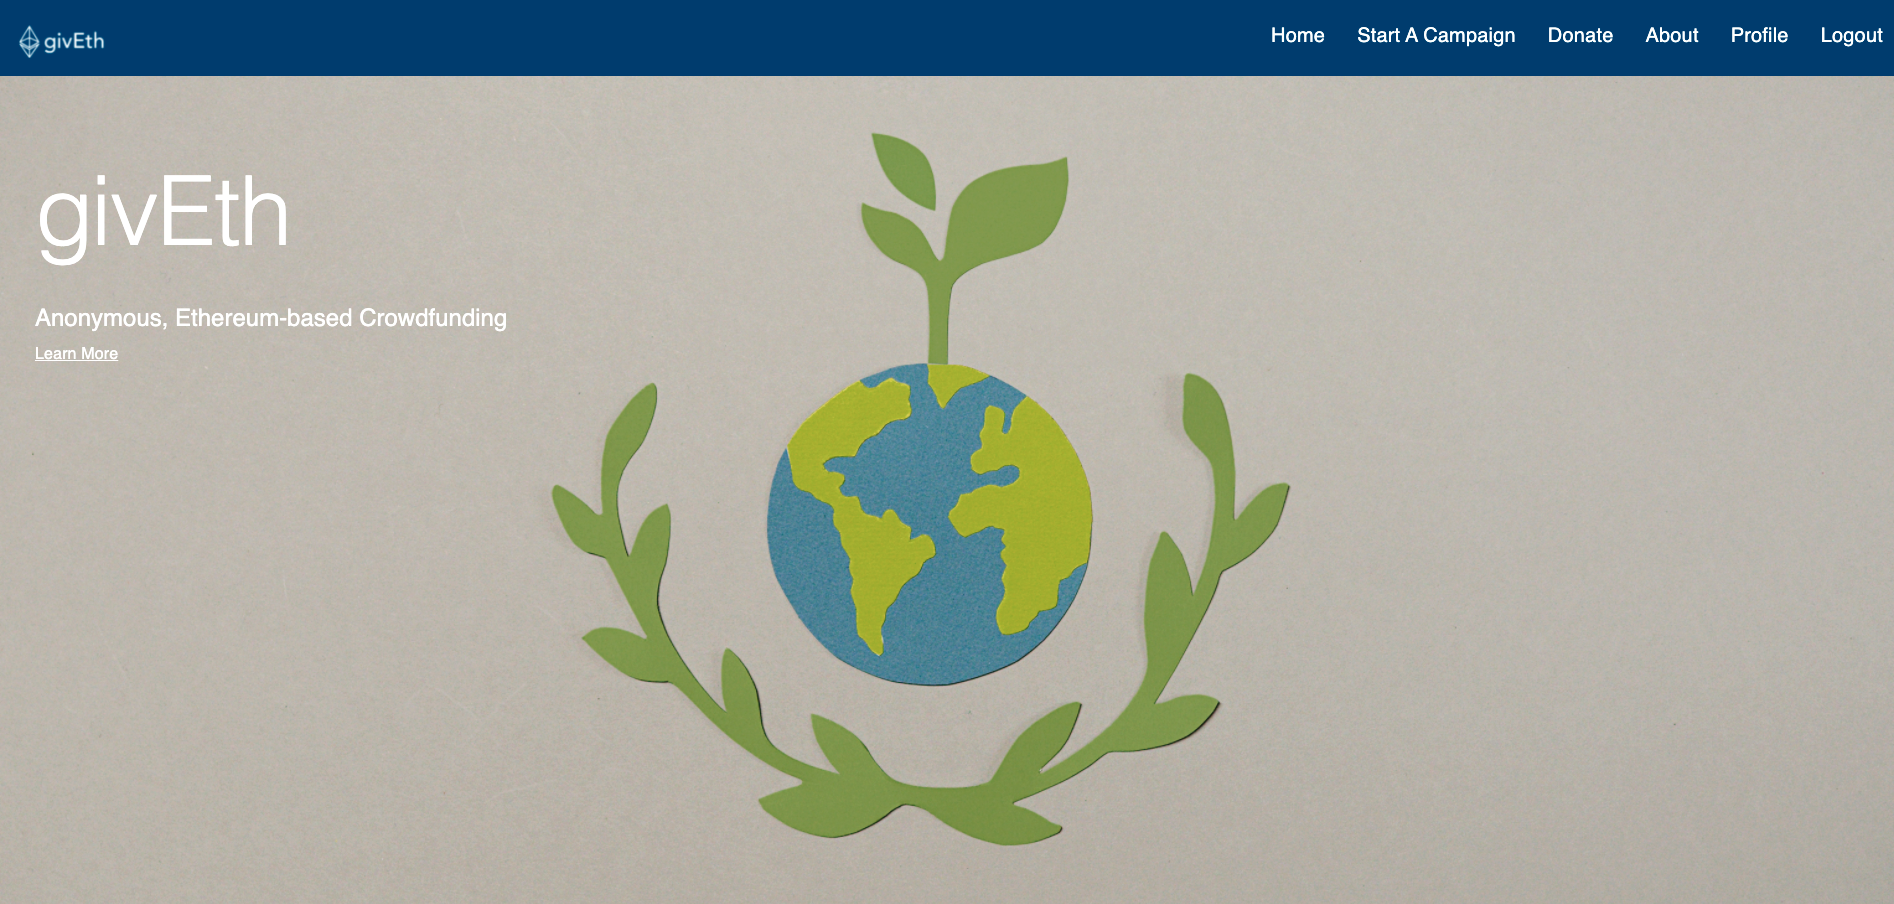 givEth
Home Start A Campaign Donate About Profile Logout
givEth
Anonymous, Ethereum-based Crowdfunding
Learn More